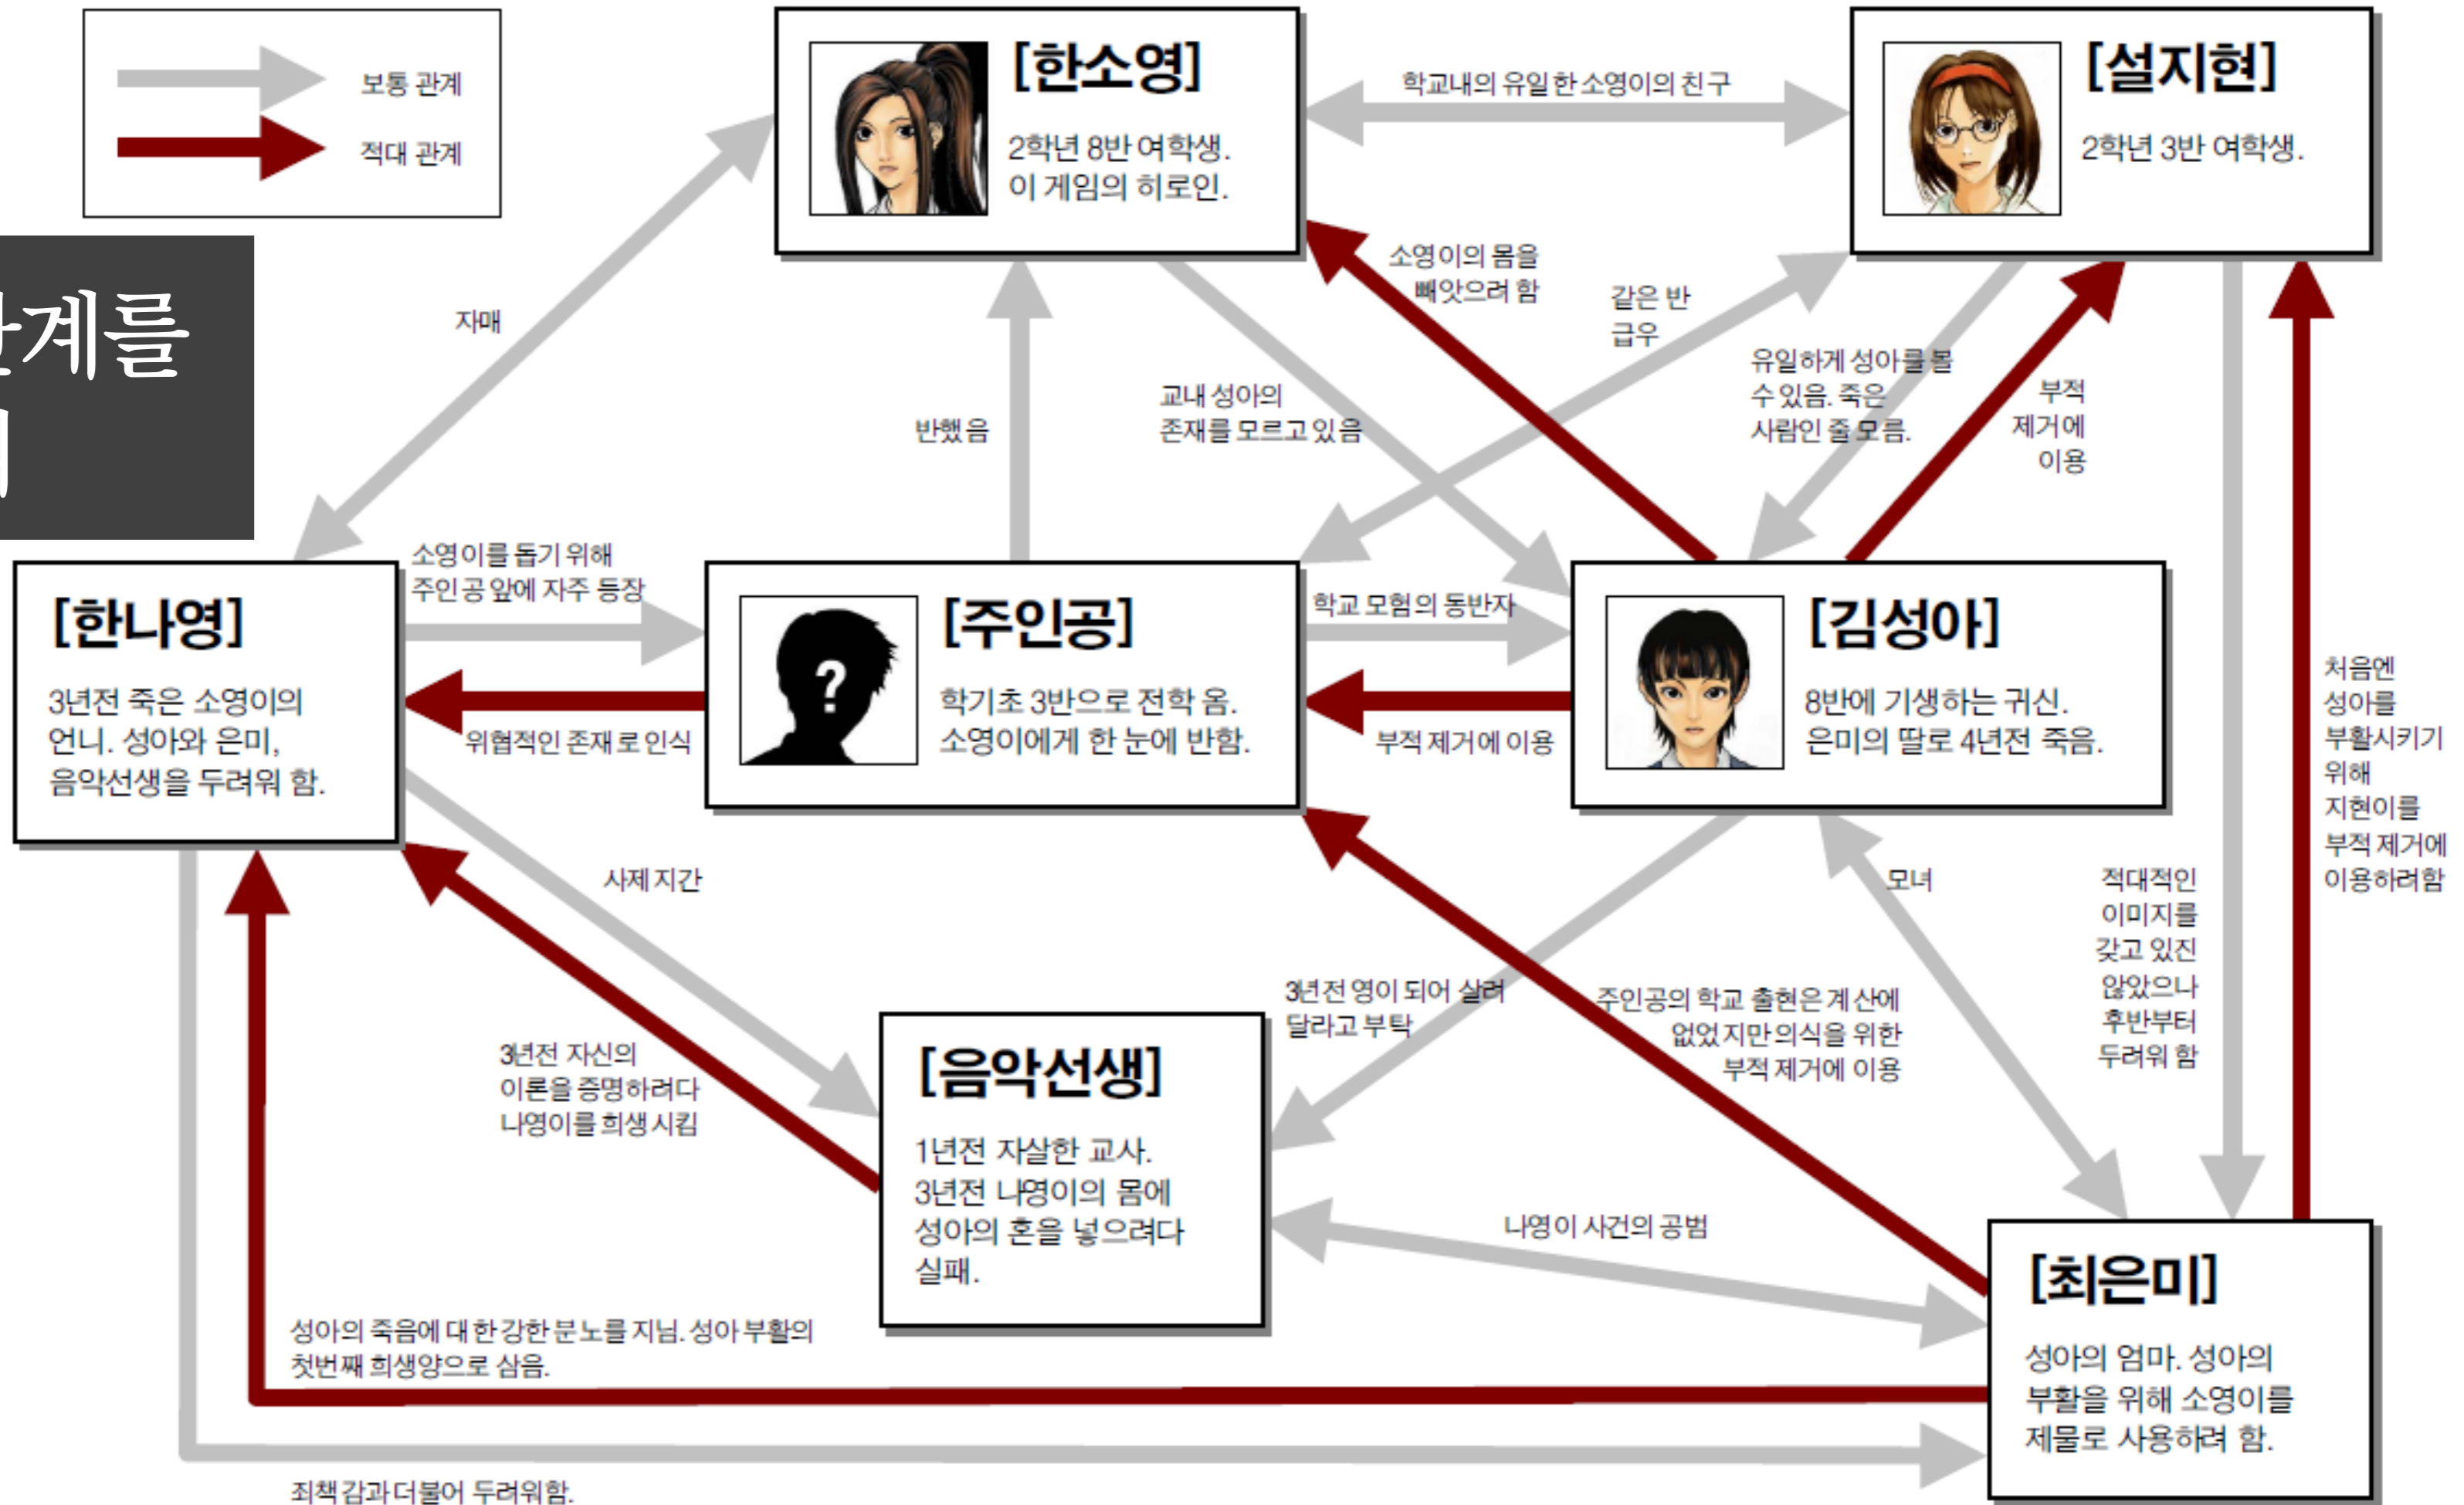 보통 관계
적대 관계
계를
[한소영]
2학년 8반 여학생.
이 게임의 히로인.
학교내의 유일한 소영이의 친구
[설지현]
2학년 3반 여학생.
자매
반했음
교내 성아의
존재를 모르고 있음
소영이의 몸을
빼앗으려 함
같은 반
급우
유일하게 성아를 볼
수 있음. 죽은
사람인 줄 모름.
부적
제거에
이용
[한나영]
3년전 죽은 소영이의
언니. 성아와 은미,
음악선생을 두려워 함.
소영이를 돕기 위해
주인공 앞에 자주 등장
위협적인 존재로 인식
[주인공]
?
학기초 3반으로 전학 옴.
소영이에게 한 눈에 반함.
학교 모험의 동반자
부적 제거에 이용
[김성아]
8반에 기생하는 귀신.
은미의 딸로 4년전 죽음.
처음엔
성아를
부활시키기
위해
지현이를
부적 제거에
이용하려함
사제 지간
3년전 자신의
이론을 증명하려다
나영이를 희생 시킴
[음악선생]
1년전 자살한 교사.
3년전 나영이의 몸에
성아의 혼을 넣으려다
실패.
3년전 영이 되어 살려
달라고 부탁
모녀
주인공의 학교 출현은 계산에
없었지만 의식을 위한
부적 제거에 이용
적대적인
이미지를
갖고 있진
않았으나
후반부터
두려워 함
나영이 사건의 공범
[최은미]
성아의 엄마. 성아의
부활을 위해 소영이를
제물로 사용하려 함.
성아의 죽음에 대한 강한 분노를 지님. 성아 부활의
첫번째 희생양으로 삼음.
죄책감과 더불어 두려워함.